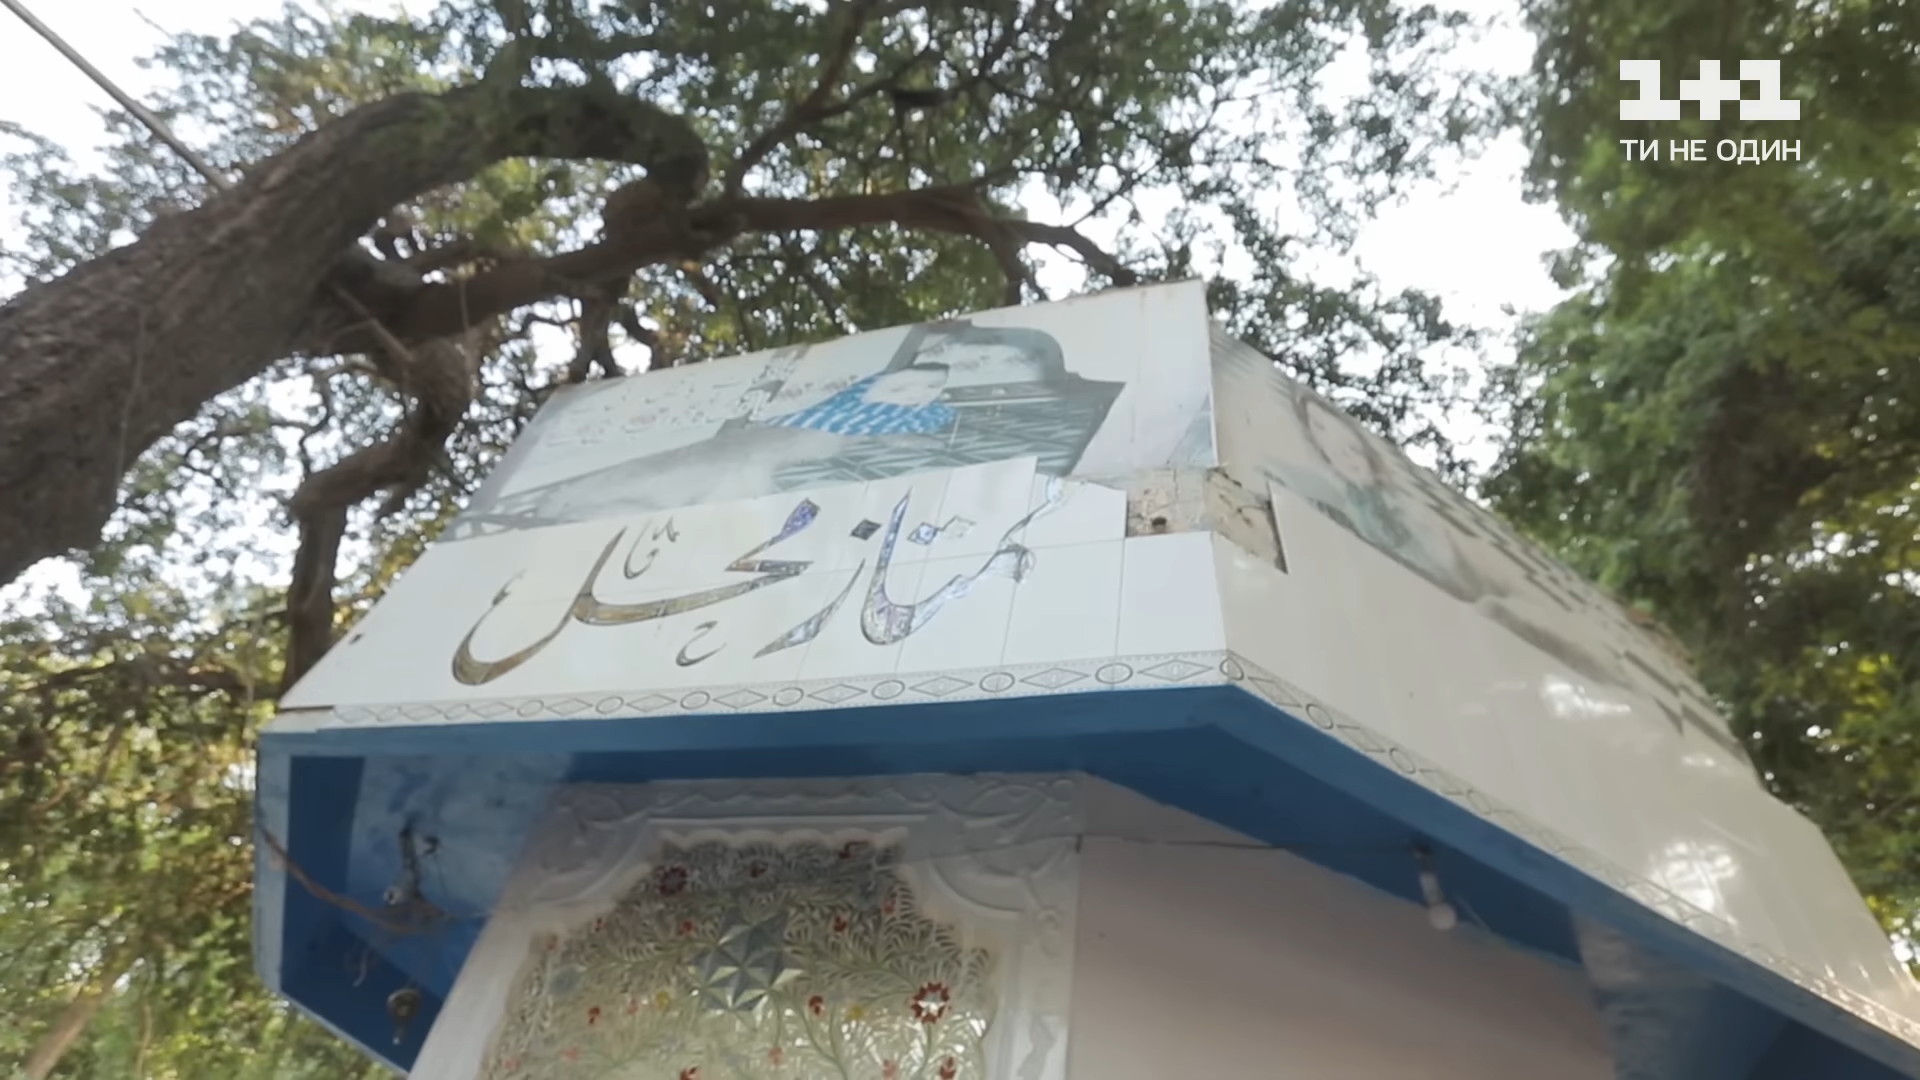 1+1
ТИ НЕ ОДИН
ممتاز محل